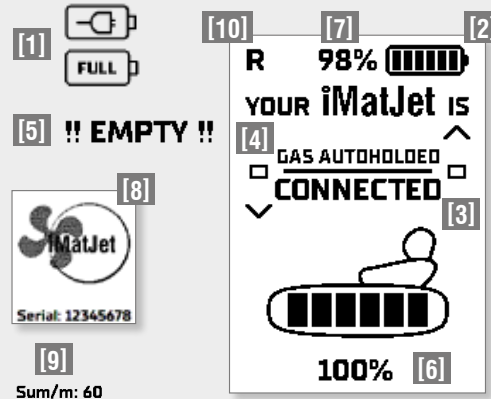 [1]
FULL
[5] !! EMPTY !!
[8]
iMatJet
Serial: 12345678
[9]
Sum/m: 60
[10] [7] [2]
R 98%
YOUR iMatJet IS
[4]
GAS AUTOHOLDED
CONNECTED
[3]
100% [6]